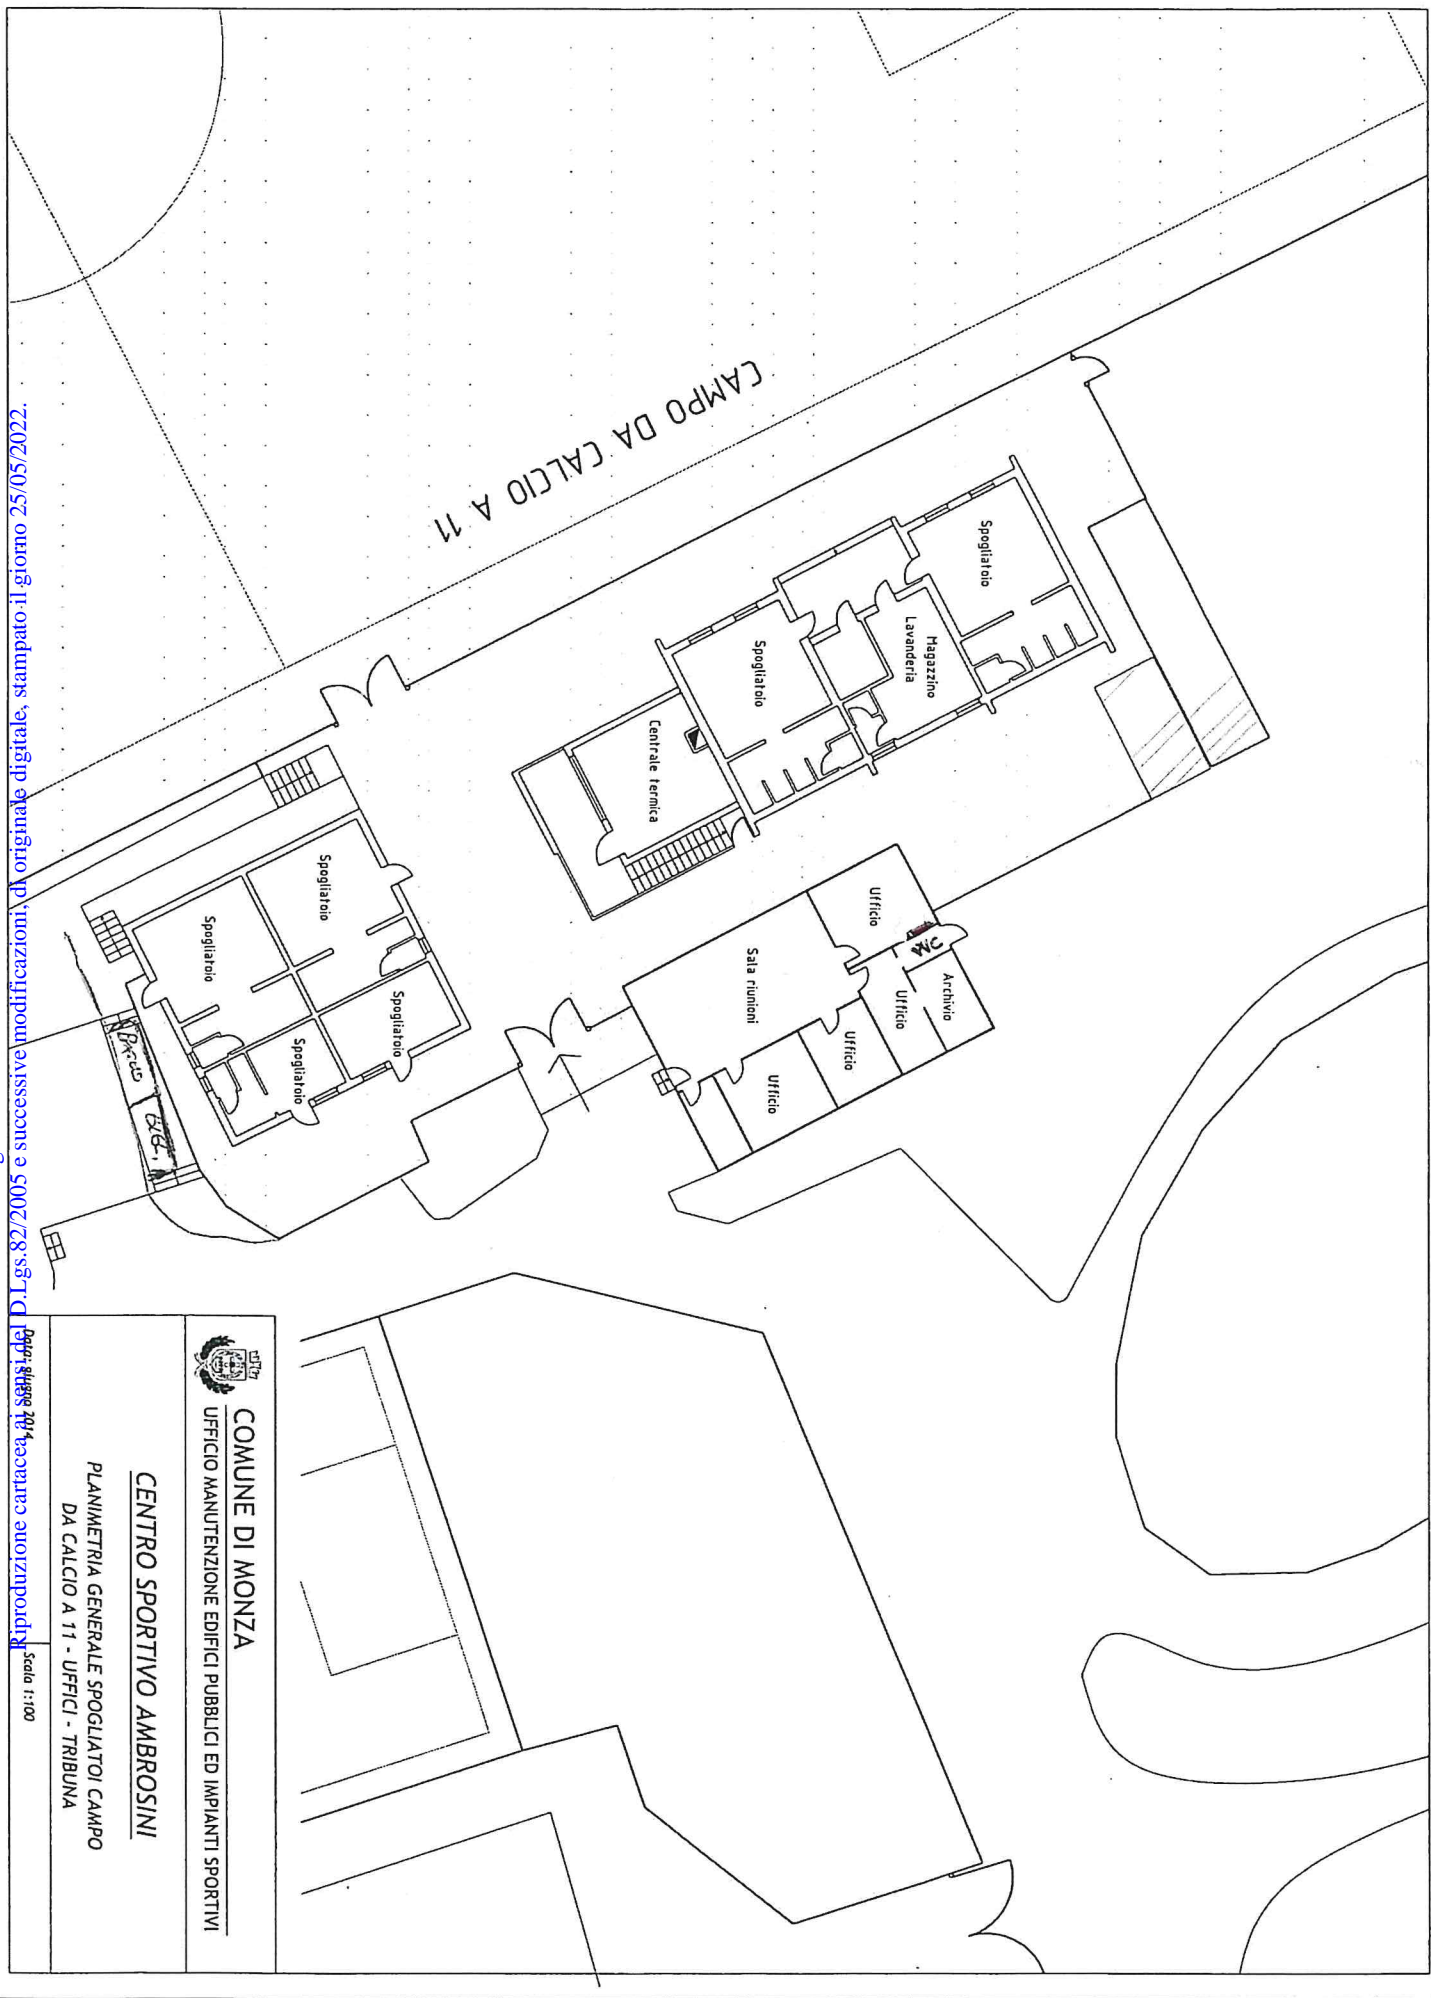 CAMPO DA CALCIO A 11
Spogliatoio
Magazzino
Lavanderia
Spogliatoio
Centrale termica
Ufficio
WC
Archivio
Ufficio
Sala riunioni
Ufficio
Ufficio
Spogliatoio
Spogliatoio
Spogliatoio
Spogliatoio
COMUNE DI MONZA
UFFICIO MANUTENZIONE EDIFICI PUBBLICI ED IMPIANTI SPORTIVI
CENTRO SPORTIVO AMBROSINI
PLANIMETRIA GENERALE SPOGLIATOI CAMPO
DA CALCIO A 11 - UFFICI - TRIBUNA
Data: giugno 2014
Scala 1:100
Riproduzione cartacea ai sensi del D.Lgs.82/2005 e successive modificazioni, di originale digitale, stampato il giorno 25/05/2022.